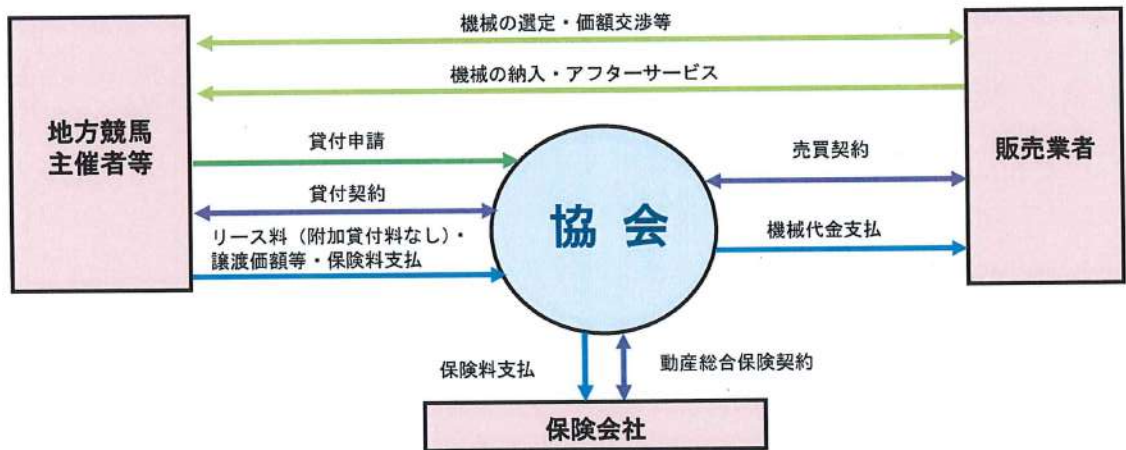 機械の選定・価額交渉等
機械の納入・アフターサービス
地方競馬
主催者等
貸付申請
貸付契約
リース料（附加貸付料なし）・
譲渡価額等・保険料支払
協 会
売買契約
機械代金支払
販売業者
保険料支払
動産総合保険契約
保険会社